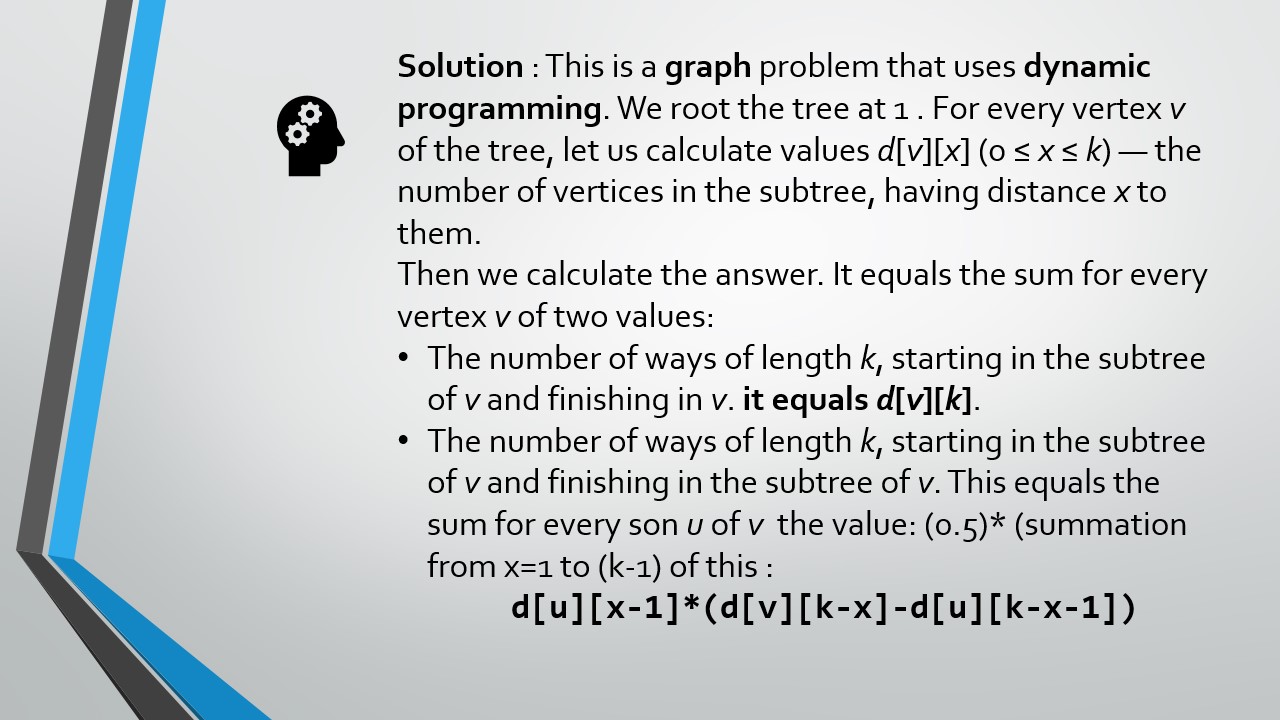 Solution : This is a graph problem that uses dynamic
programming. We root the tree at 1 . For every vertex v
of the tree, let us calculate values d[v][x] (0 ≤ x ≤ k) — the
number of vertices in the subtree, having distance x to
them.
Then we calculate the answer. It equals the sum for every
vertex v of two values:
• The number of ways of length k, starting in the subtree
of v and finishing in v. it equals d[v][k].
• The number of ways of length k, starting in the subtree
of v and finishing in the subtree of v. This equals the
sum for every son u of v  the value: (0.5)* (summation
from x=1 to (k-1) of this :
d[u][x-1]*(d[v][k-x]-d[u][k-x-1])